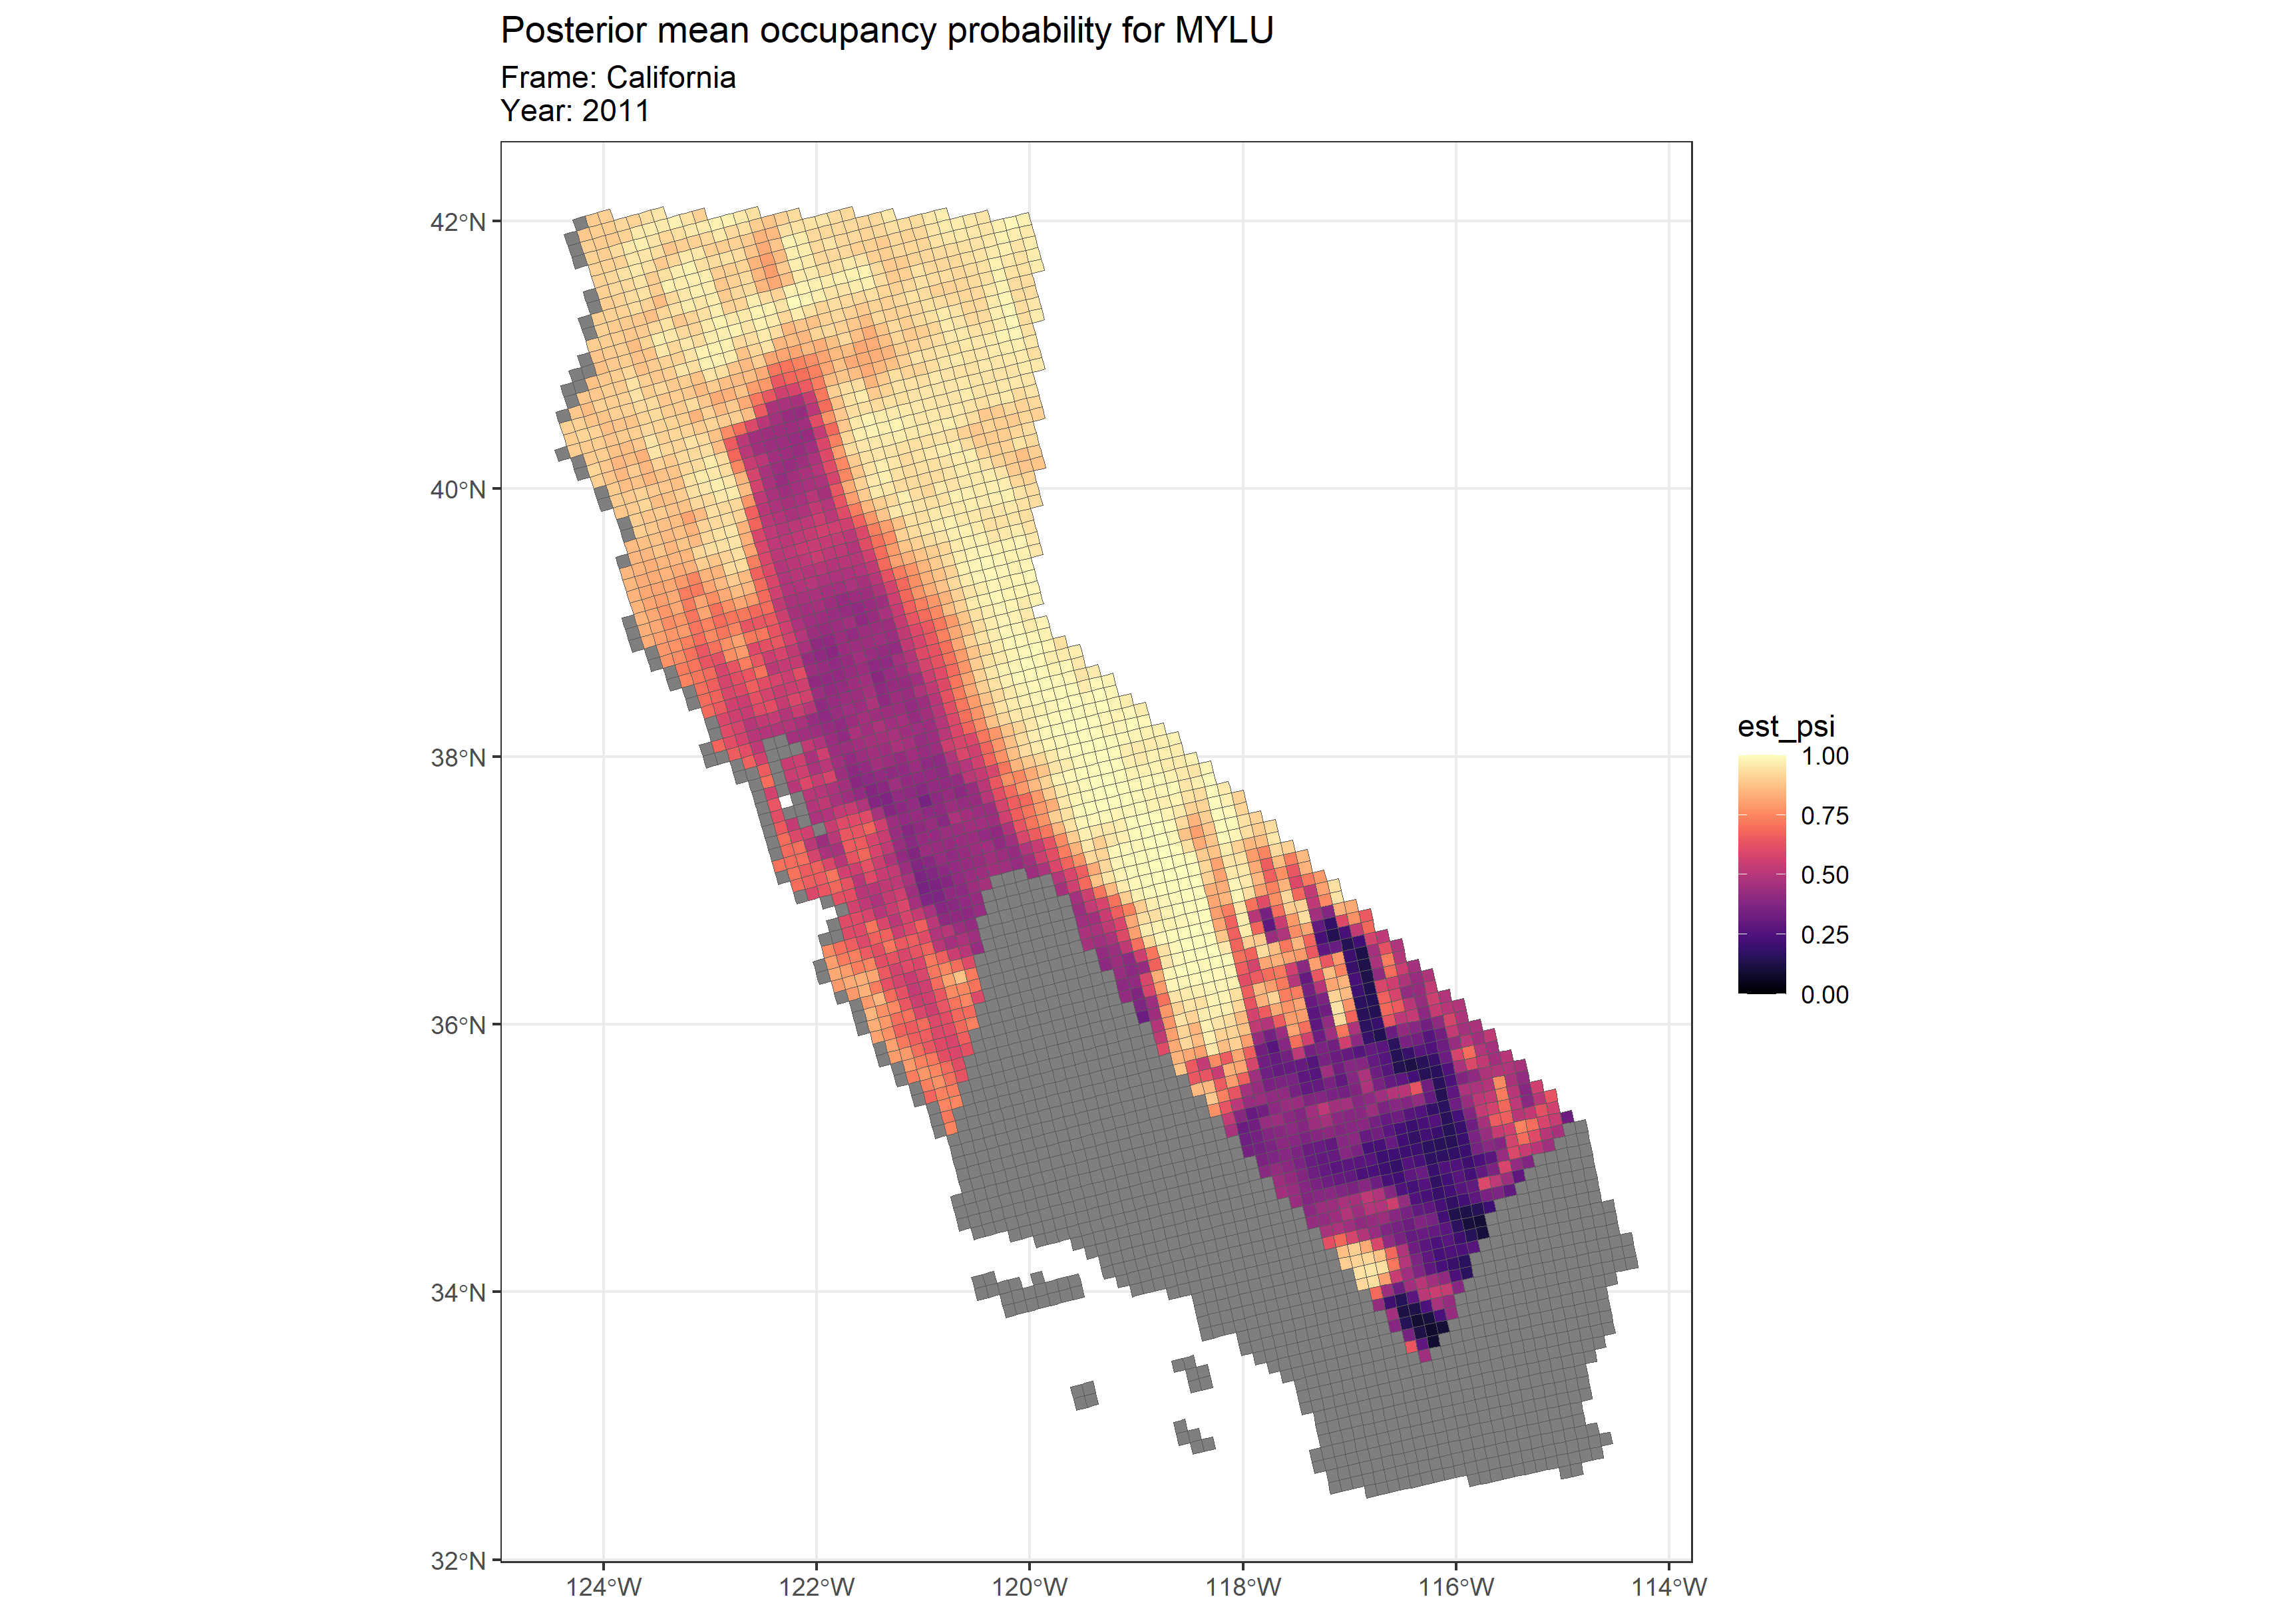 Posterior mean occupancy probability for MYLU
Frame: California
Year: 2011
42°N
40°N
38°N
36°N
34°N
32°N
124°W
122°W
120°W
118°W
116°W
114°W
est_psi
1.00
0.75
0.50
0.25
0.00